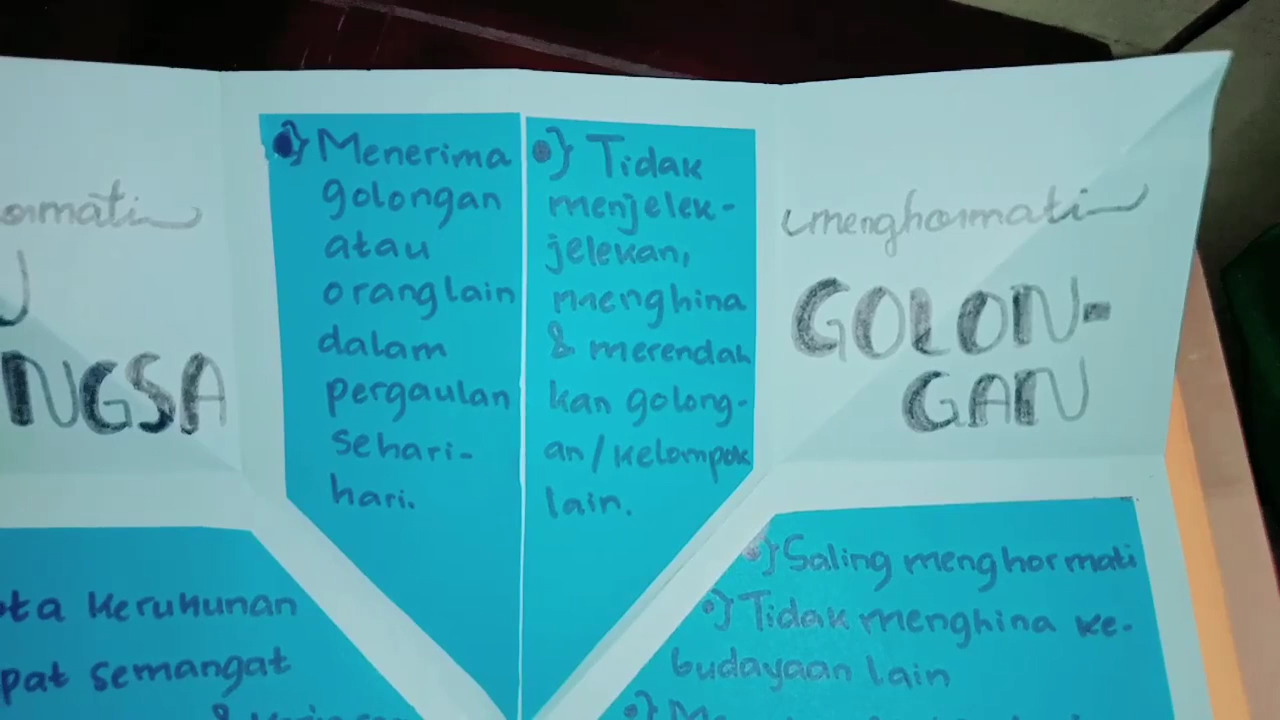 ormati
NGSA
Menerima
golongan
atau
orang lain
dalam
pergaulan
sehari-
hari.
Tidak
menjelek-
jelekan,
menghina
& merendah
kan golong-
an/kelompok
lain.
menghormati
GOLON-
GAN
ta kerukunan
pat semangat
Saling menghormati
Tidak menghina ke-
budayaan lain